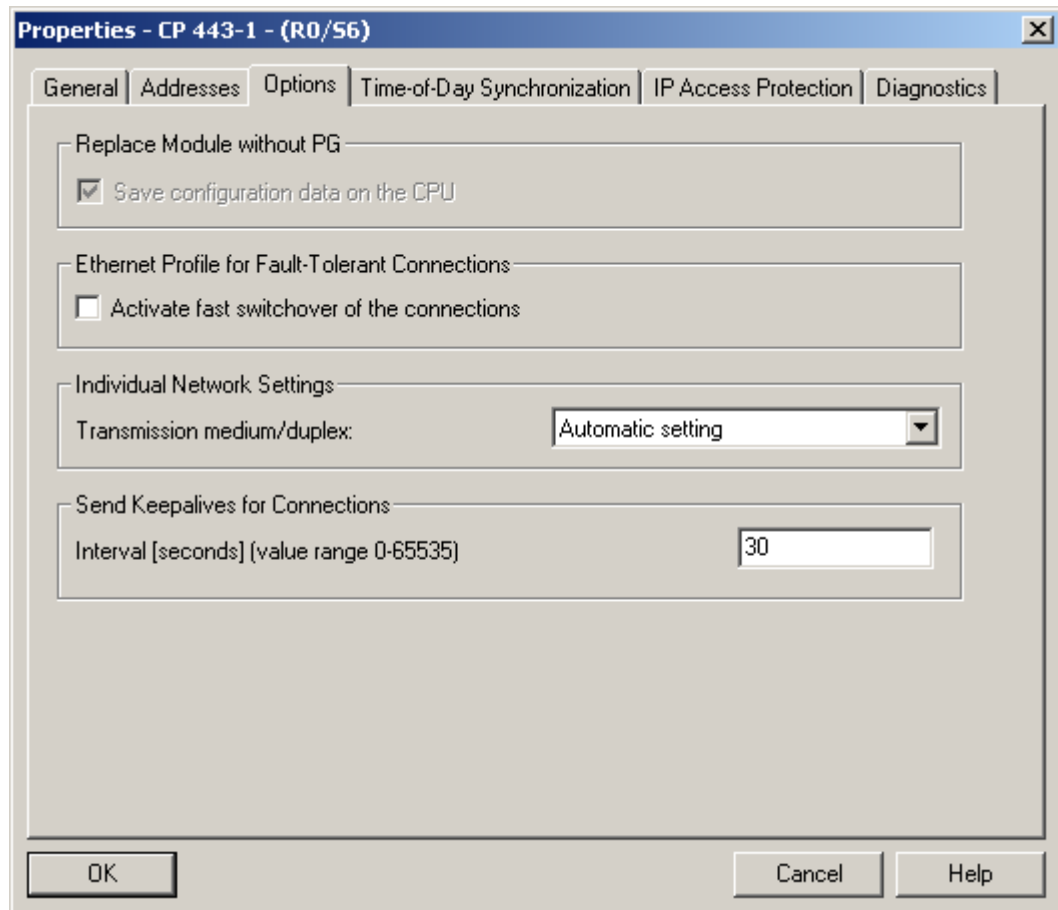 Properties - CP 443-1 - (R0/S6)
General Addresses Options Time-of-Day Synchronization IP Access Protection Diagnostics
Replace Module without PG
Save configuration data on the CPU
Ethernet Profile for Fault-Tolerant Connections
Activate fast switchover of the connections
Individual Network Settings
Transmission medium/duplex: Automatic setting
Send Keepalives for Connections
Interval [seconds] (value range 0-65535) 30
OK Cancel Help